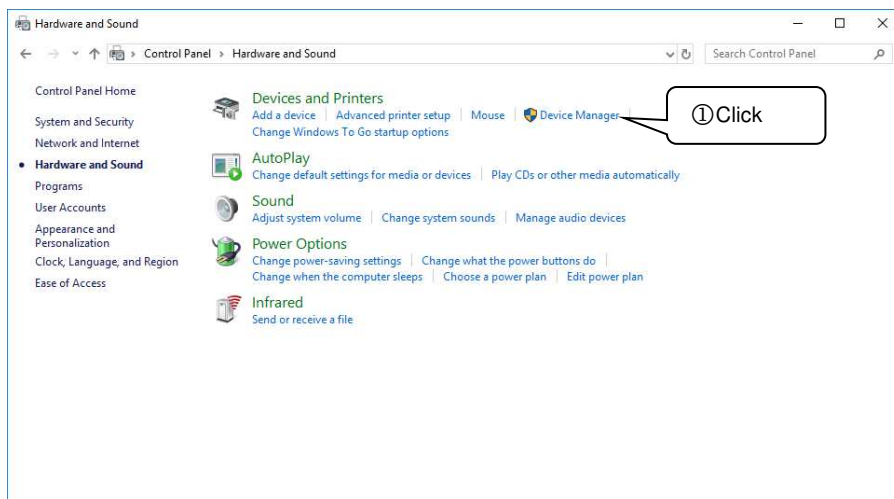 Hardware and Sound
Control Panel > Hardware and Sound
Search Control Panel
Control Panel Home
System and Security
Network and Internet
Hardware and Sound
Programs
User Accounts
Appearance and
Personalization
Clock, Language, and Region
Ease of Access
Devices and Printers
Add a device | Advanced printer setup | Mouse | Device Manager |
Change Windows To Go startup options
①Click
AutoPlay
Change default settings for media or devices | Play CDs or other media automatically
Sound
Adjust system volume | Change system sounds | Manage audio devices
Power Options
Change power-saving settings | Change what the power buttons do |
Change when the computer sleeps | Choose a power plan | Edit power plan
Infrared
Send or receive a file